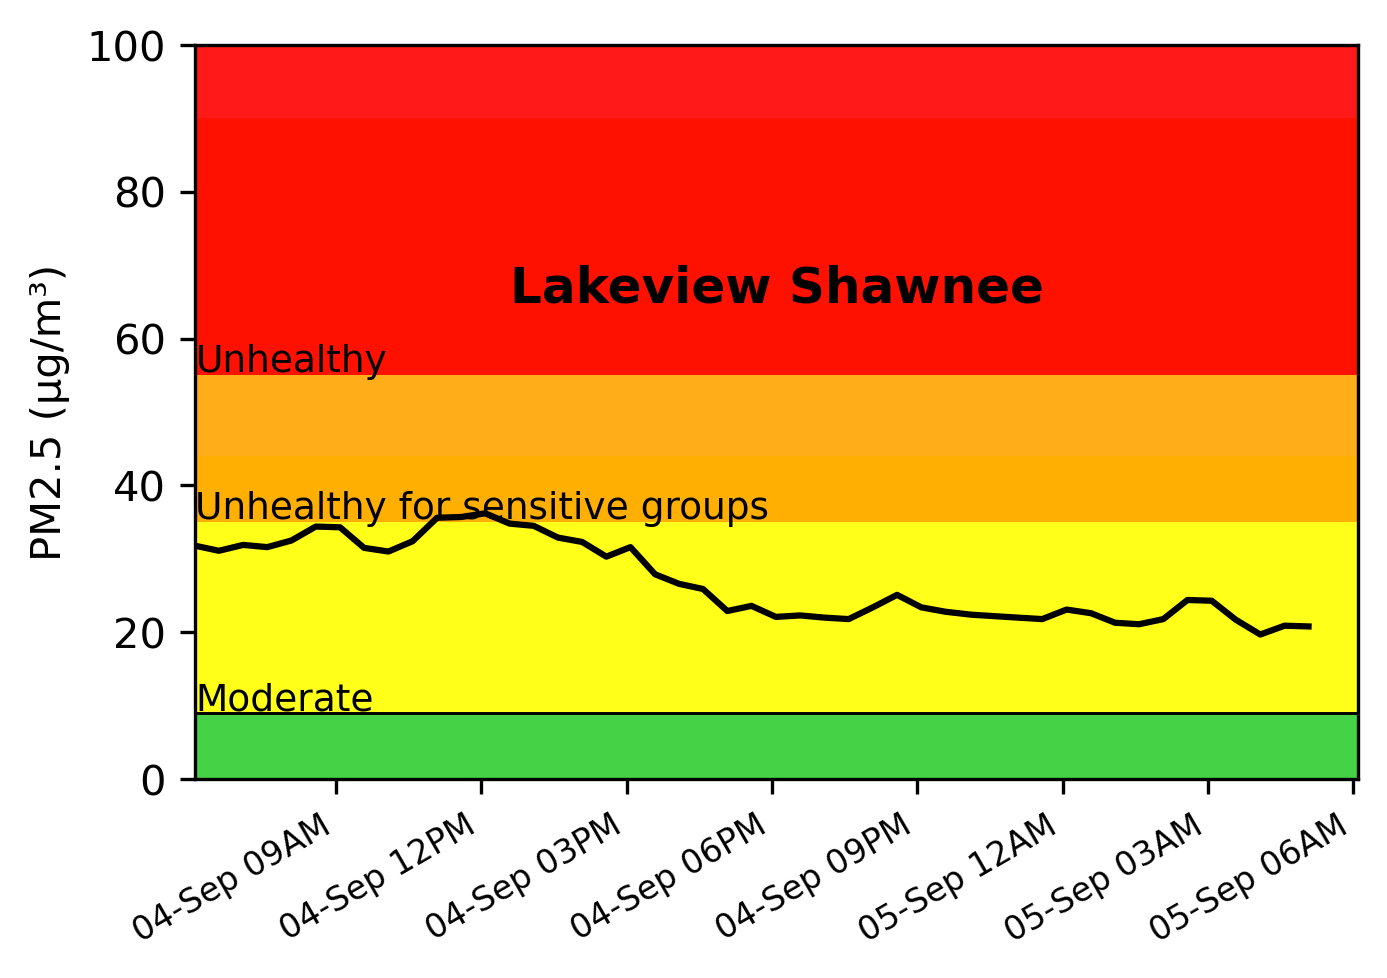 100
80
60
40
20
0
PM2.5 (µg/m³)
Lakeview Shawnee
Unhealthy
Unhealthy for sensitive groups
Moderate
04-Sep 09AM
04-Sep 12PM
04-Sep 03PM
04-Sep 06PM
04-Sep 09PM
05-Sep 12AM
05-Sep 03AM
05-Sep 06AM